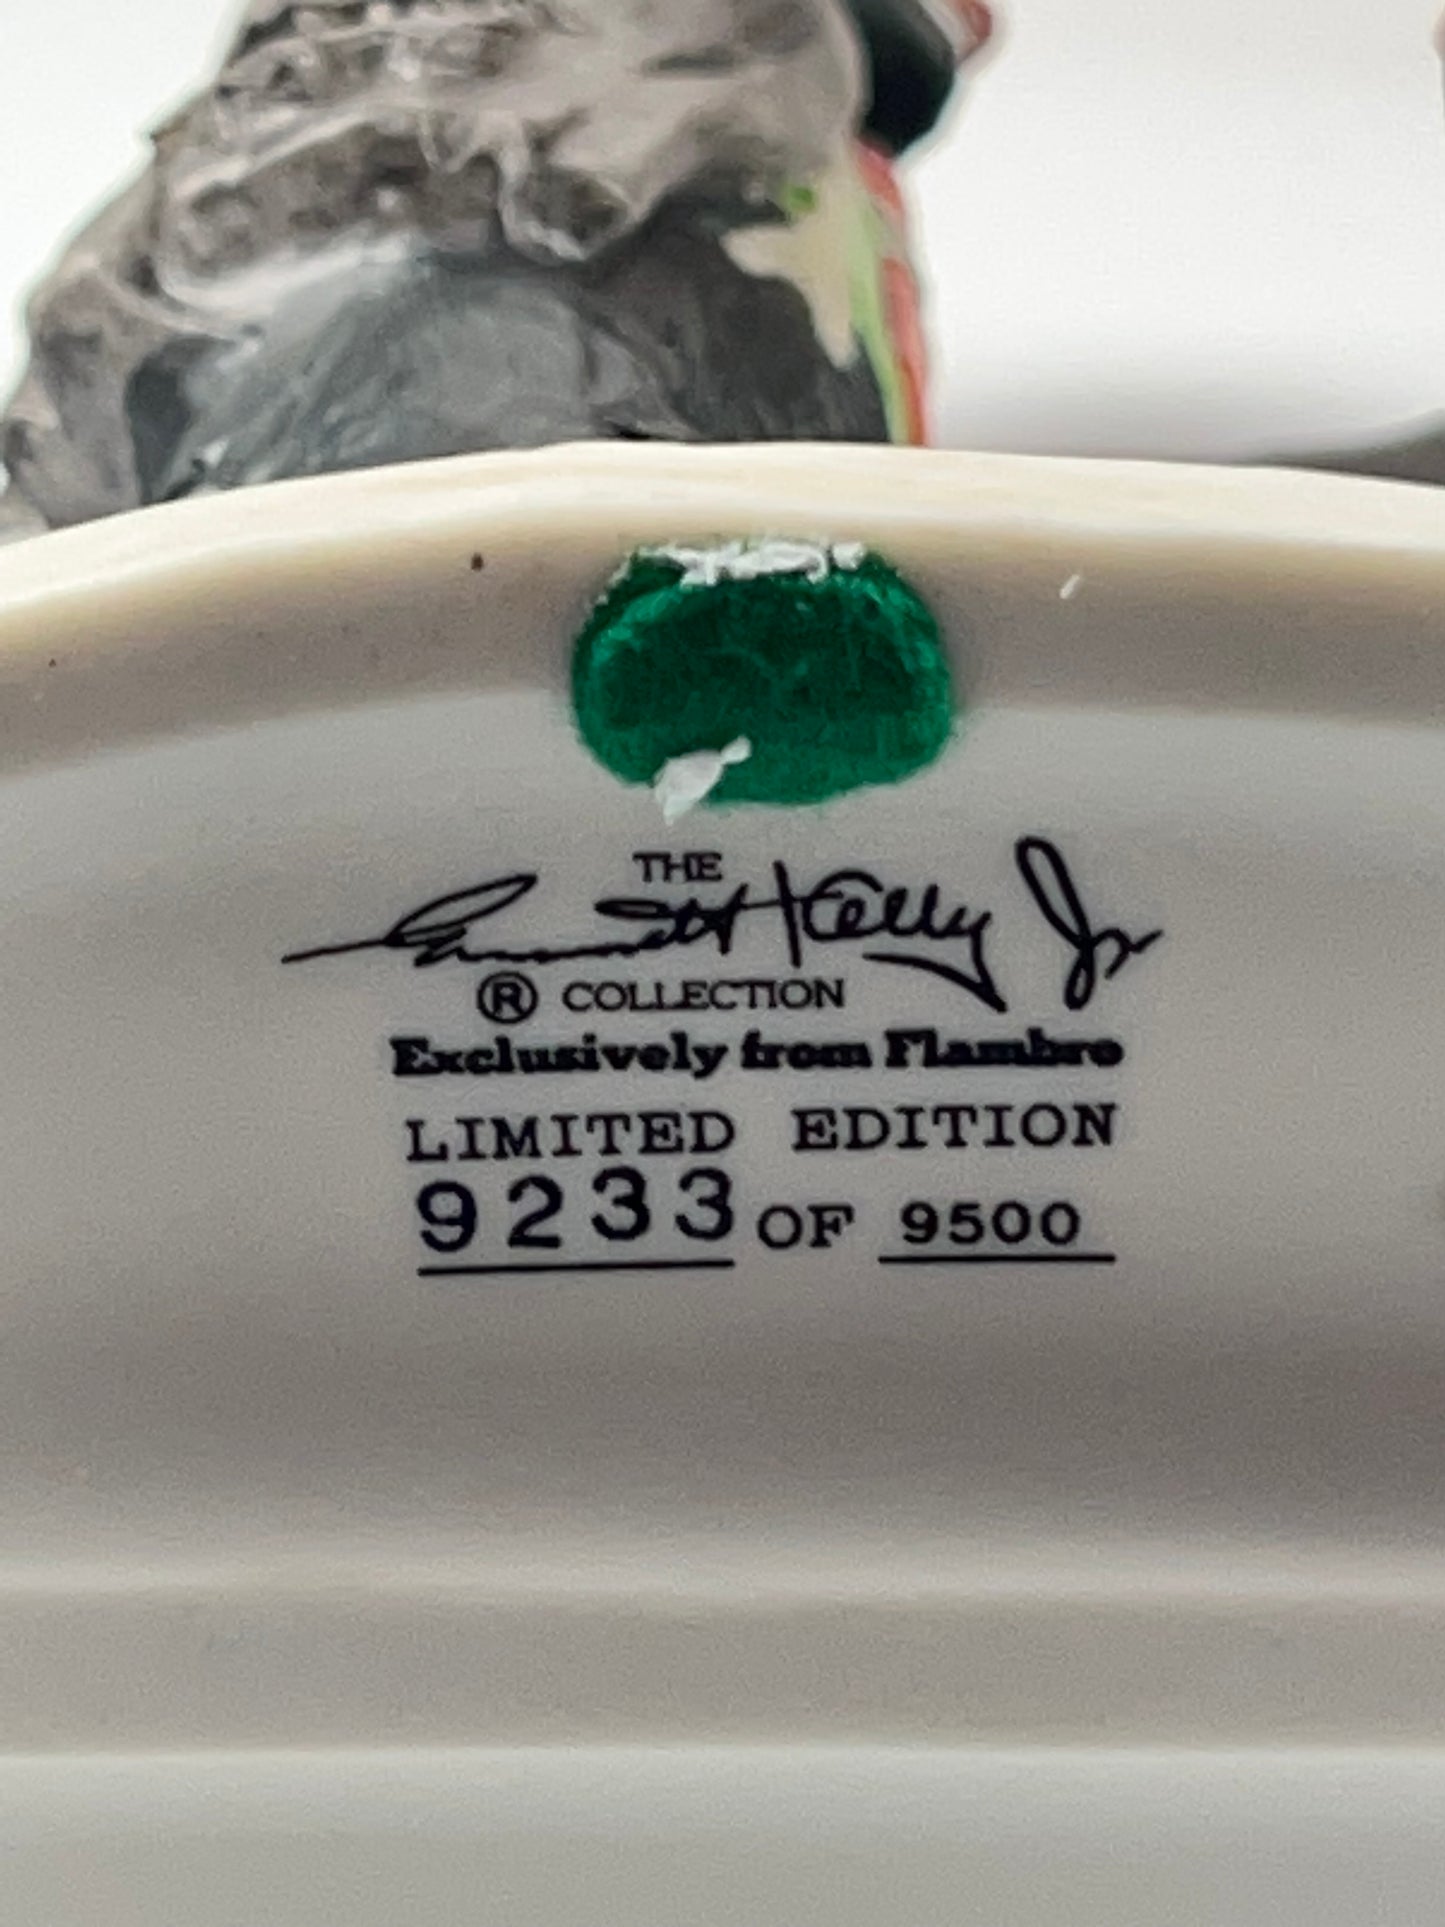 THE
Emmett Kelly Jr
® COLLECTION
Exclusively from Flambro
LIMITED EDITION
9233 OF 9500